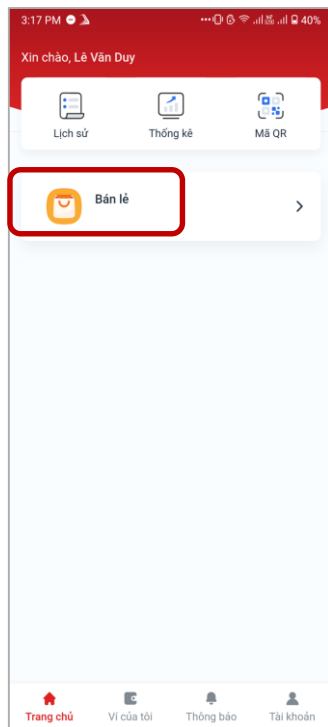 3:17 PM 40%
Xin chào, Lê Văn Duy
Lịch sử Thống kê Mã QR
Bán lẻ
Trang chủ Ví của tôi Thông báo Tài khoản